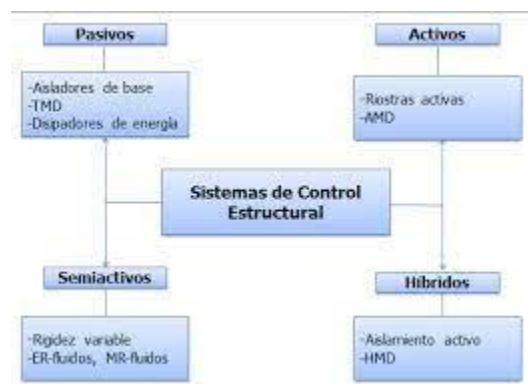 Pasivos
-Aisladores de base
-TMD
-Disipadores de energía
Activos
-Riostras activas
-AMD
Sistemas de Control
Estructural
Semiactivos
-Rigidez variable
-ER-fluidos, MR-fluidos
Híbridos
-Aislamiento activo
-HMD